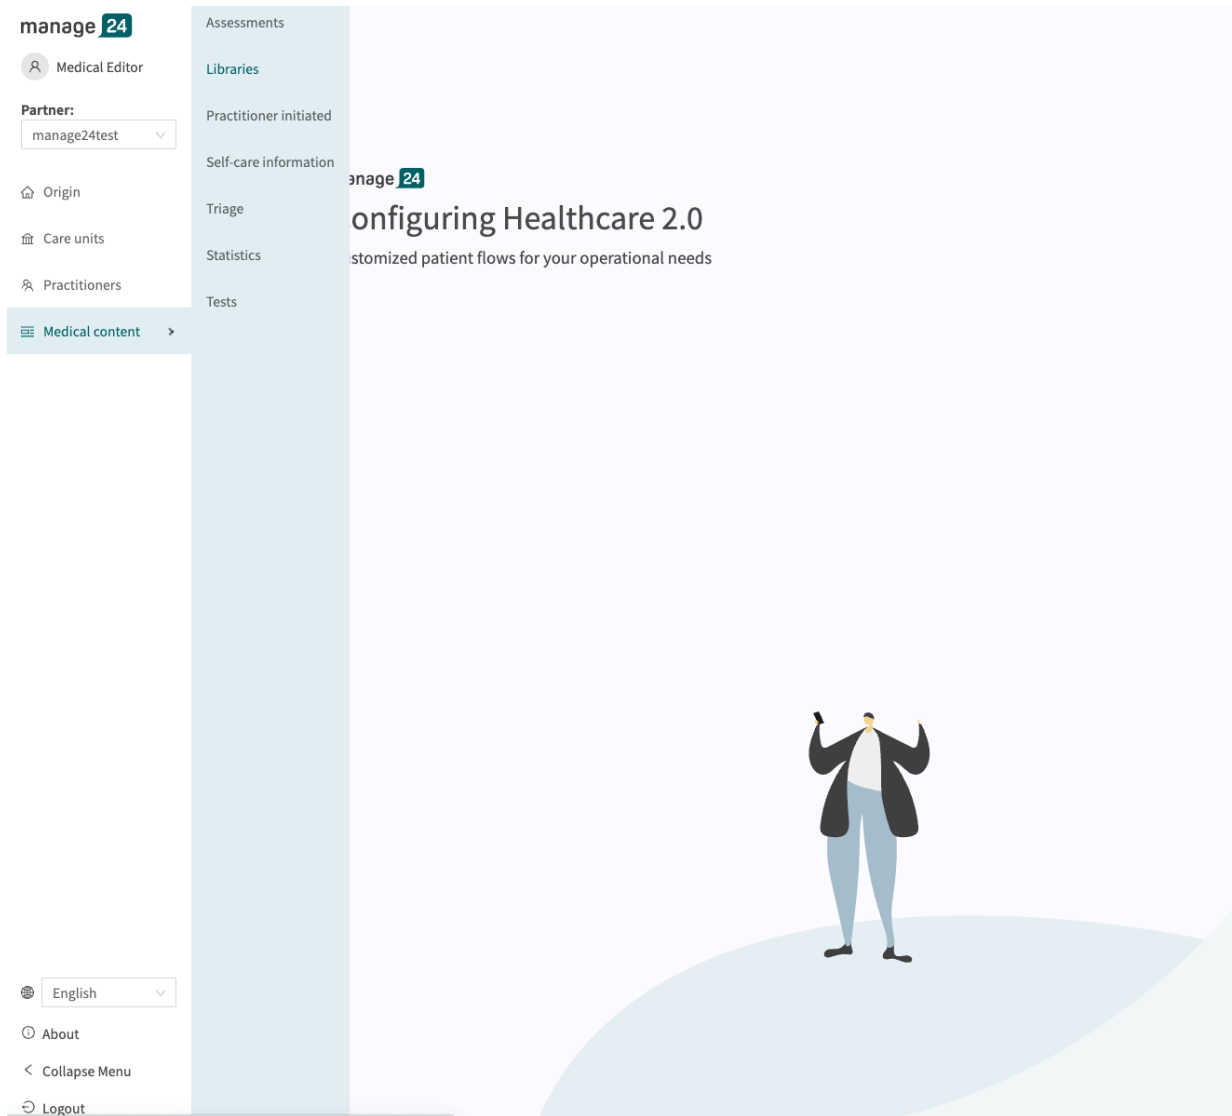 manage 24
Medical Editor
Partner:
manage24test
Origin
Care units
Practitioners
Medical content
English
About
Collapse Menu
Logout
Assessments
Libraries
Practitioner initiated
Self-care information
Triage
Statistics
Tests
anage 24
onfiguring Healthcare 2.0
stomized patient flows for your operational needs